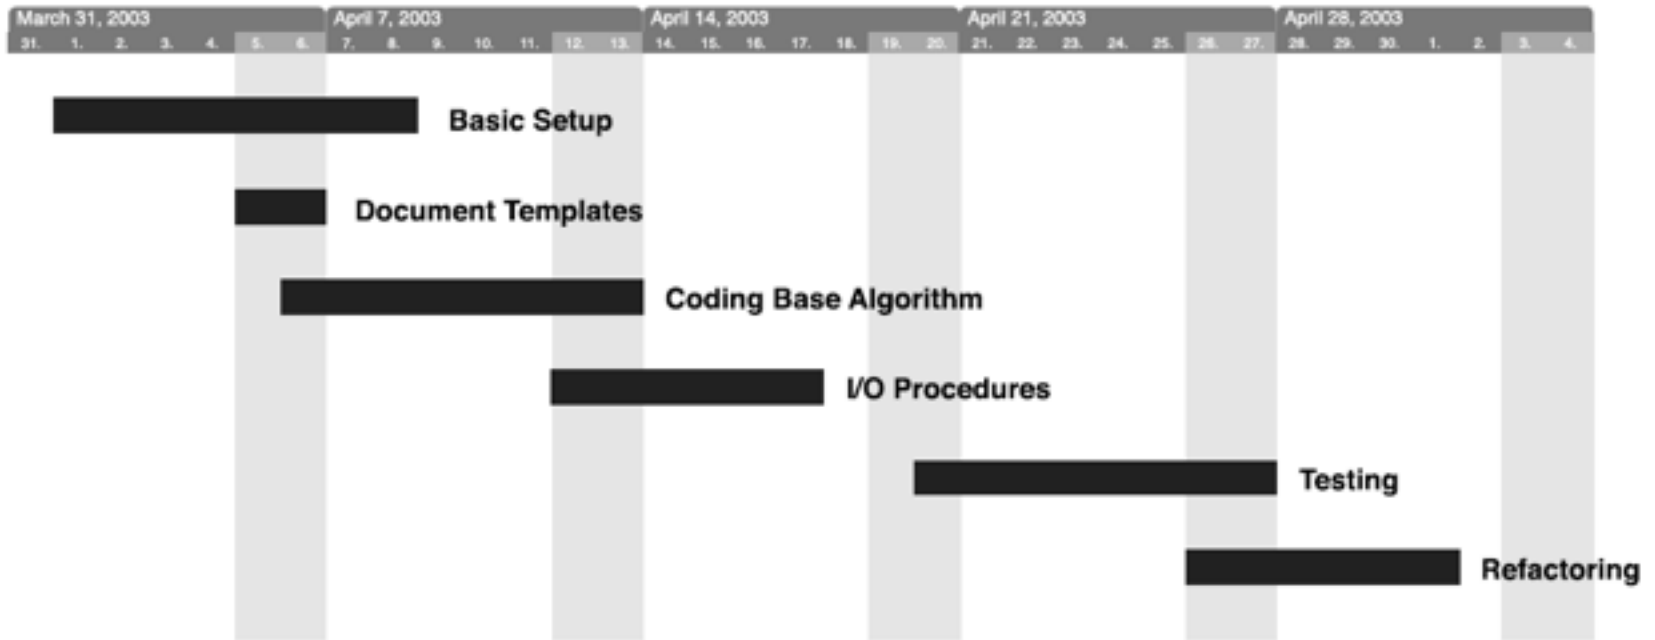 March 31, 2003 April 7, 2003 April 14, 2003 April 21, 2003 April 28, 2003
31. 1. 2. 3. 4. 5. 6. 7. 8. 9. 10. 11. 12. 13. 14. 15. 16. 17. 18. 19. 20. 21. 22. 23. 24. 25. 26. 27. 28. 29. 30. 1. 2. 3. 4.
Basic Setup
Document Templates
Coding Base Algorithm
I/O Procedures
Testing
Refactoring